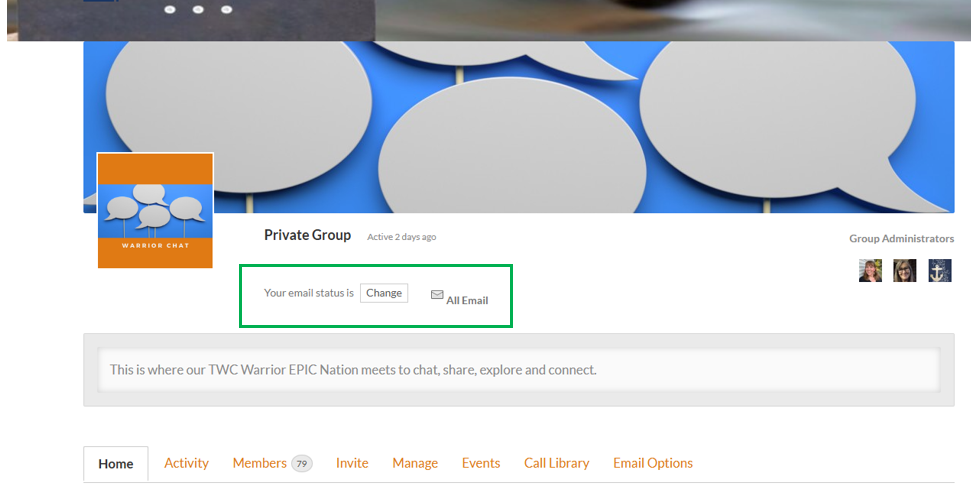 WARRIOR CHAT
Private Group Active 2 days ago
Group Administrators
Your email status is Change All Email
This is where our TWC Warrior EPIC Nation meets to chat, share, explore and connect.
Home Activity Members 79 Invite Manage Events Call Library Email Options